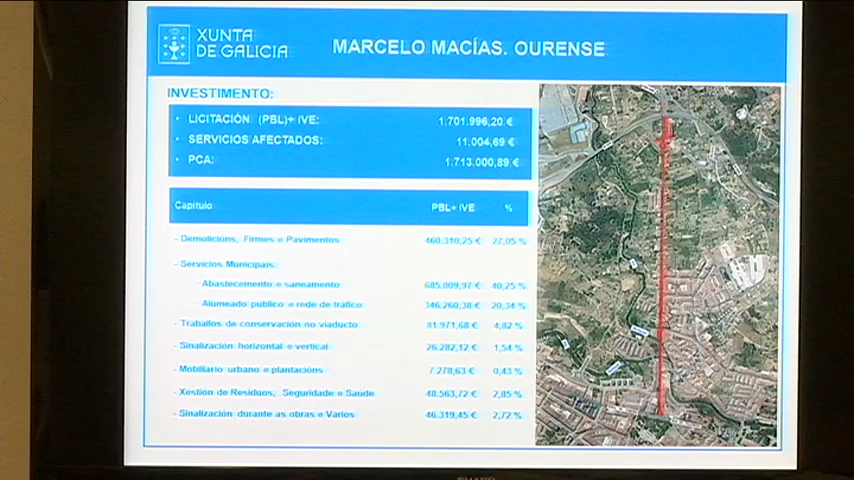 XUNTA
DE GALICIA
MARCELO MACÍAS. OURENSE
INVESTIMENTO:
• LICITACIÓN (PBL)+ IVE: 1.701.996,20 €
• SERVICIOS AFECTADOS: 11.004,69 €
• PCA: 1.713.000,89 €
Capítulo PBL+ IVE %
- Demolicións, Firmes e Pavimentos 460.310,25 € 27,05 %
- Servicios Municipais:
- Abastecemento e saneamento 685.009,97 € 40,25 %
- Alumeado público e rede de tráfico 346.260,38 € 20,34 %
- Traballos de conservación no viaducto 81.971,68 € 4,82 %
- Sinalización horizontal e vertical 26.282,12 € 1,54 %
- Mobiliario urbano e plantacións 7.278,63 € 0,43 %
- Xestión de Residuos, Seguridade e Saúde 48.563,72 € 2,85 %
- Sinalización durante as obras e Varios 46.319,45 € 2,72 %